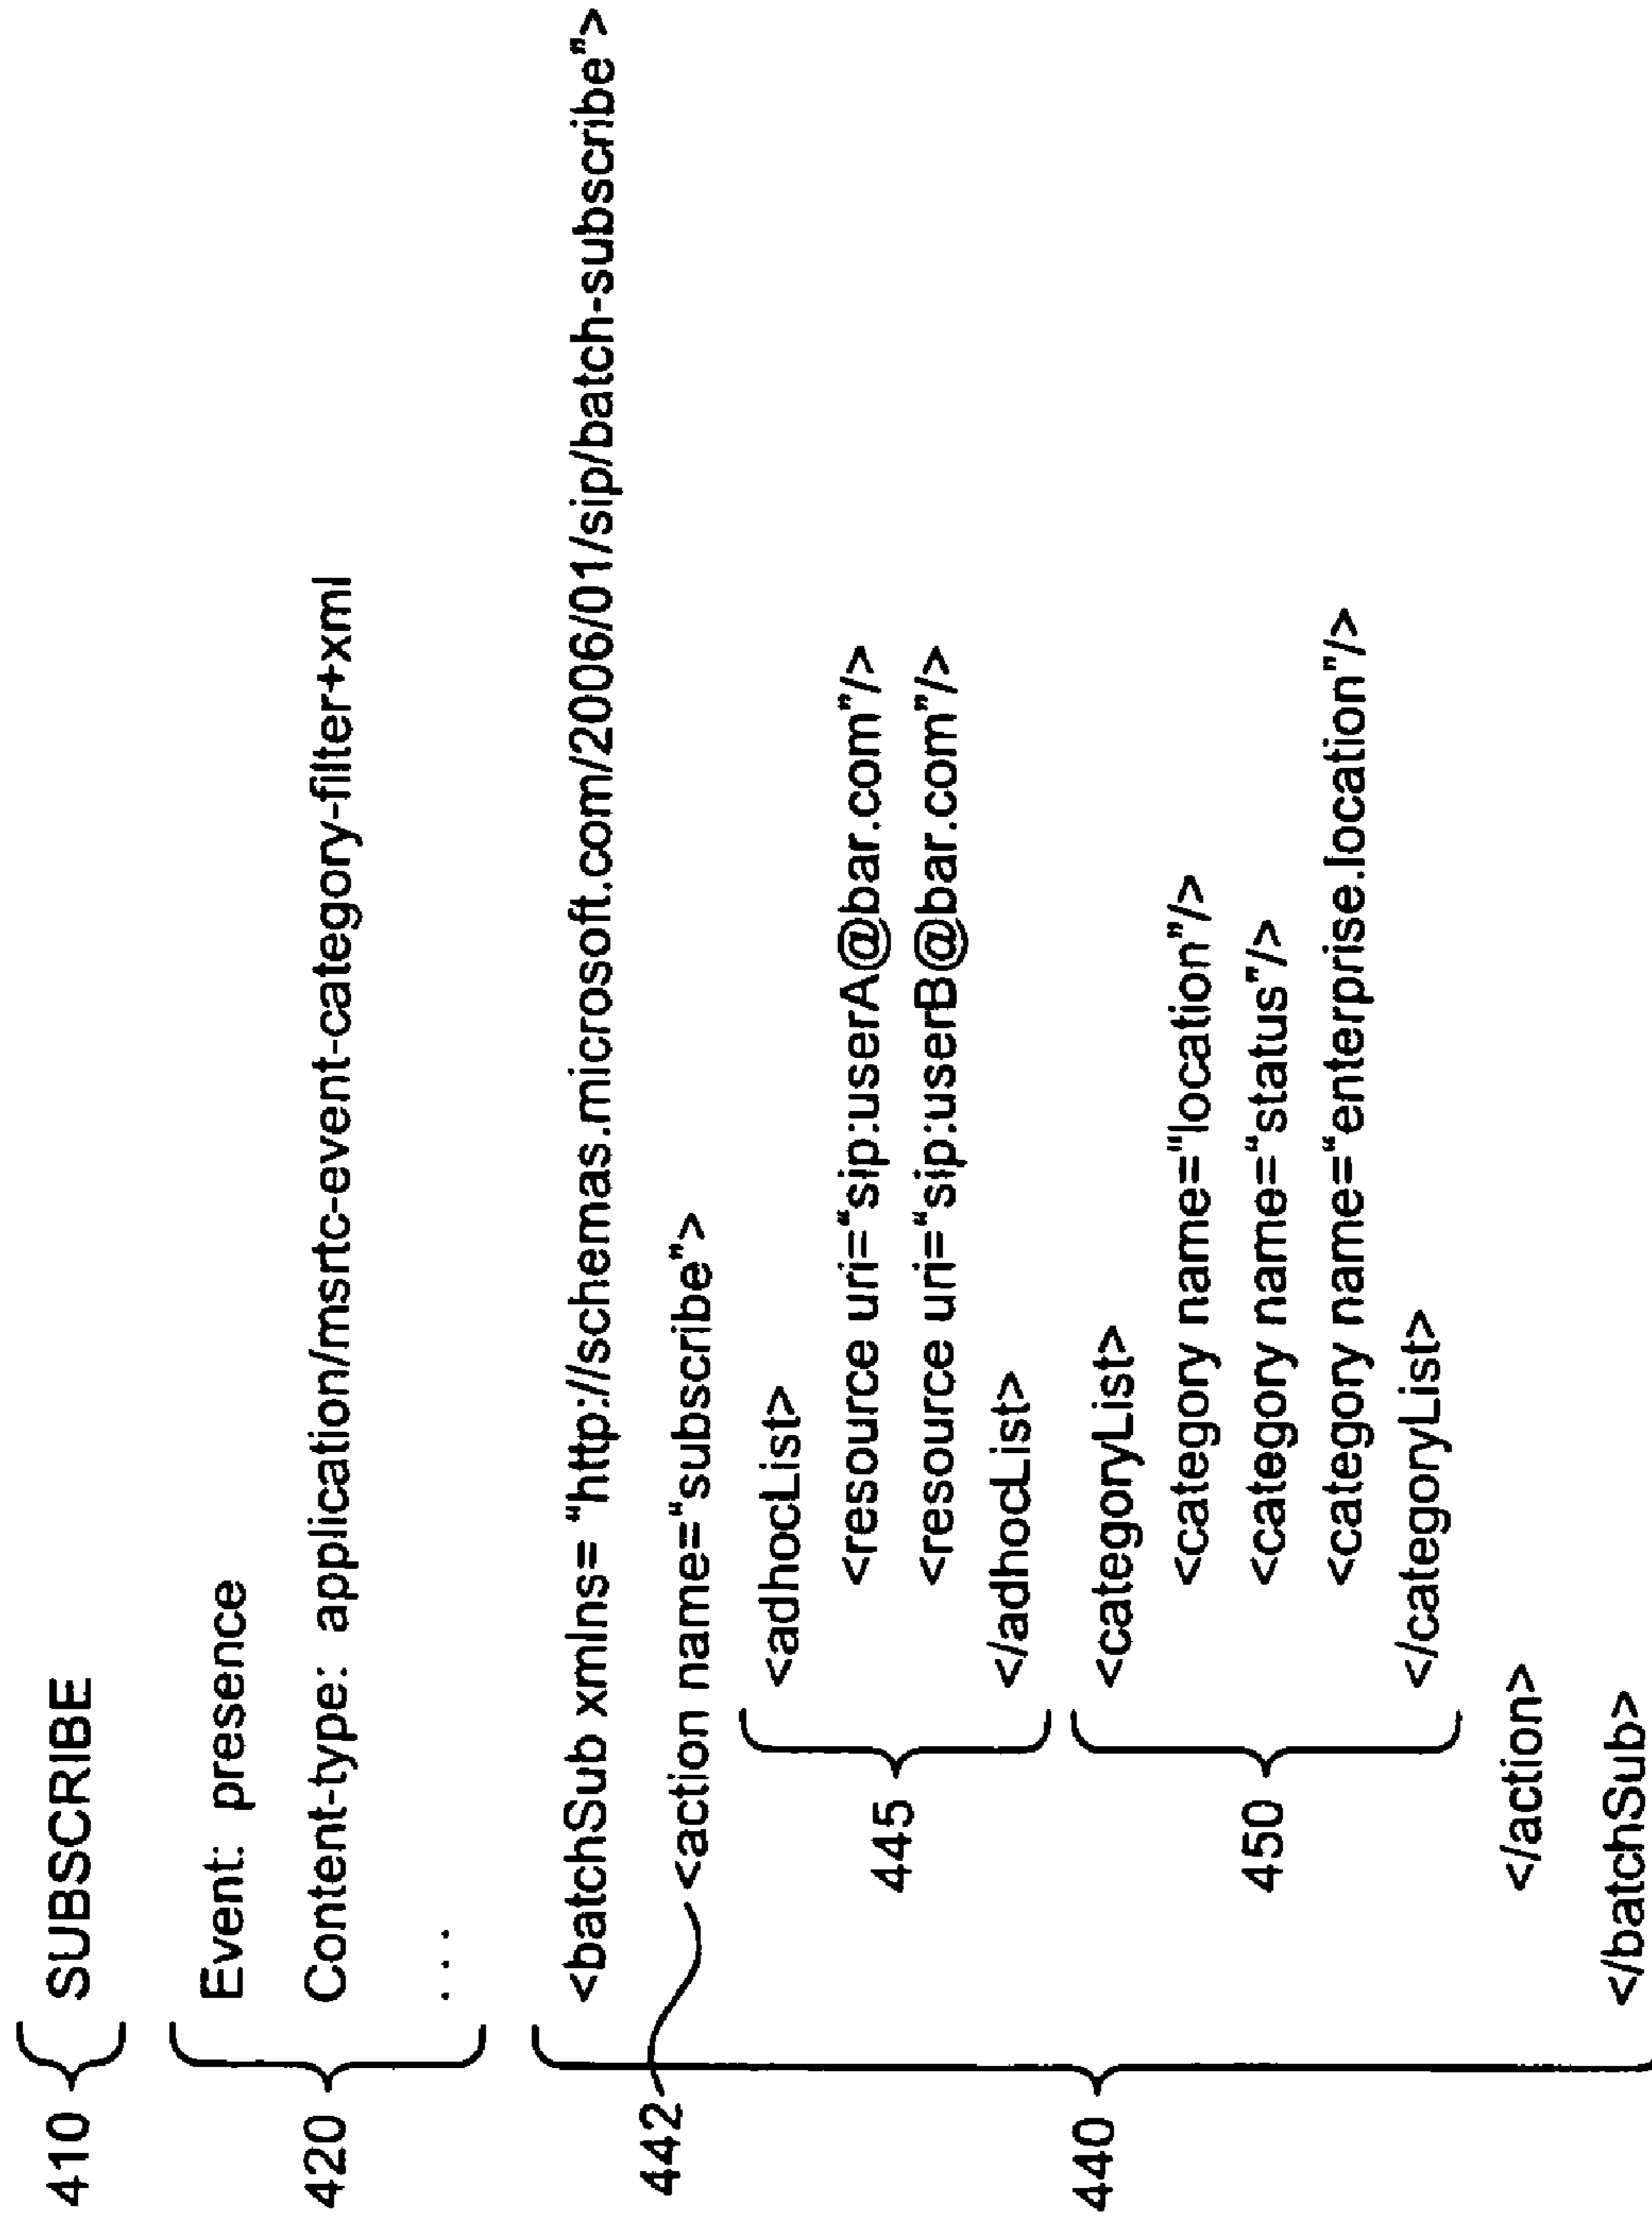 410 SUBSCRIBE
420
Event: presence
Content-type: application/msrtc-event-category-filter+xml
...
440
<batchSub xmlns= “http://schemas.microsoft.com/2006/01/sip/batch-subscribe”>
442 <action name=“subscribe”>
445
<adhocList>
<resource uri=“sip:userA@bar.com”/>
<resource uri=“sip:userB@bar.com”/>
</adhocList>
450
<categoryList>
<category name=“location”/>
<category name=“status”/>
<category name=“enterprise.location”/>
</categoryList>
</action>
</batchSub>